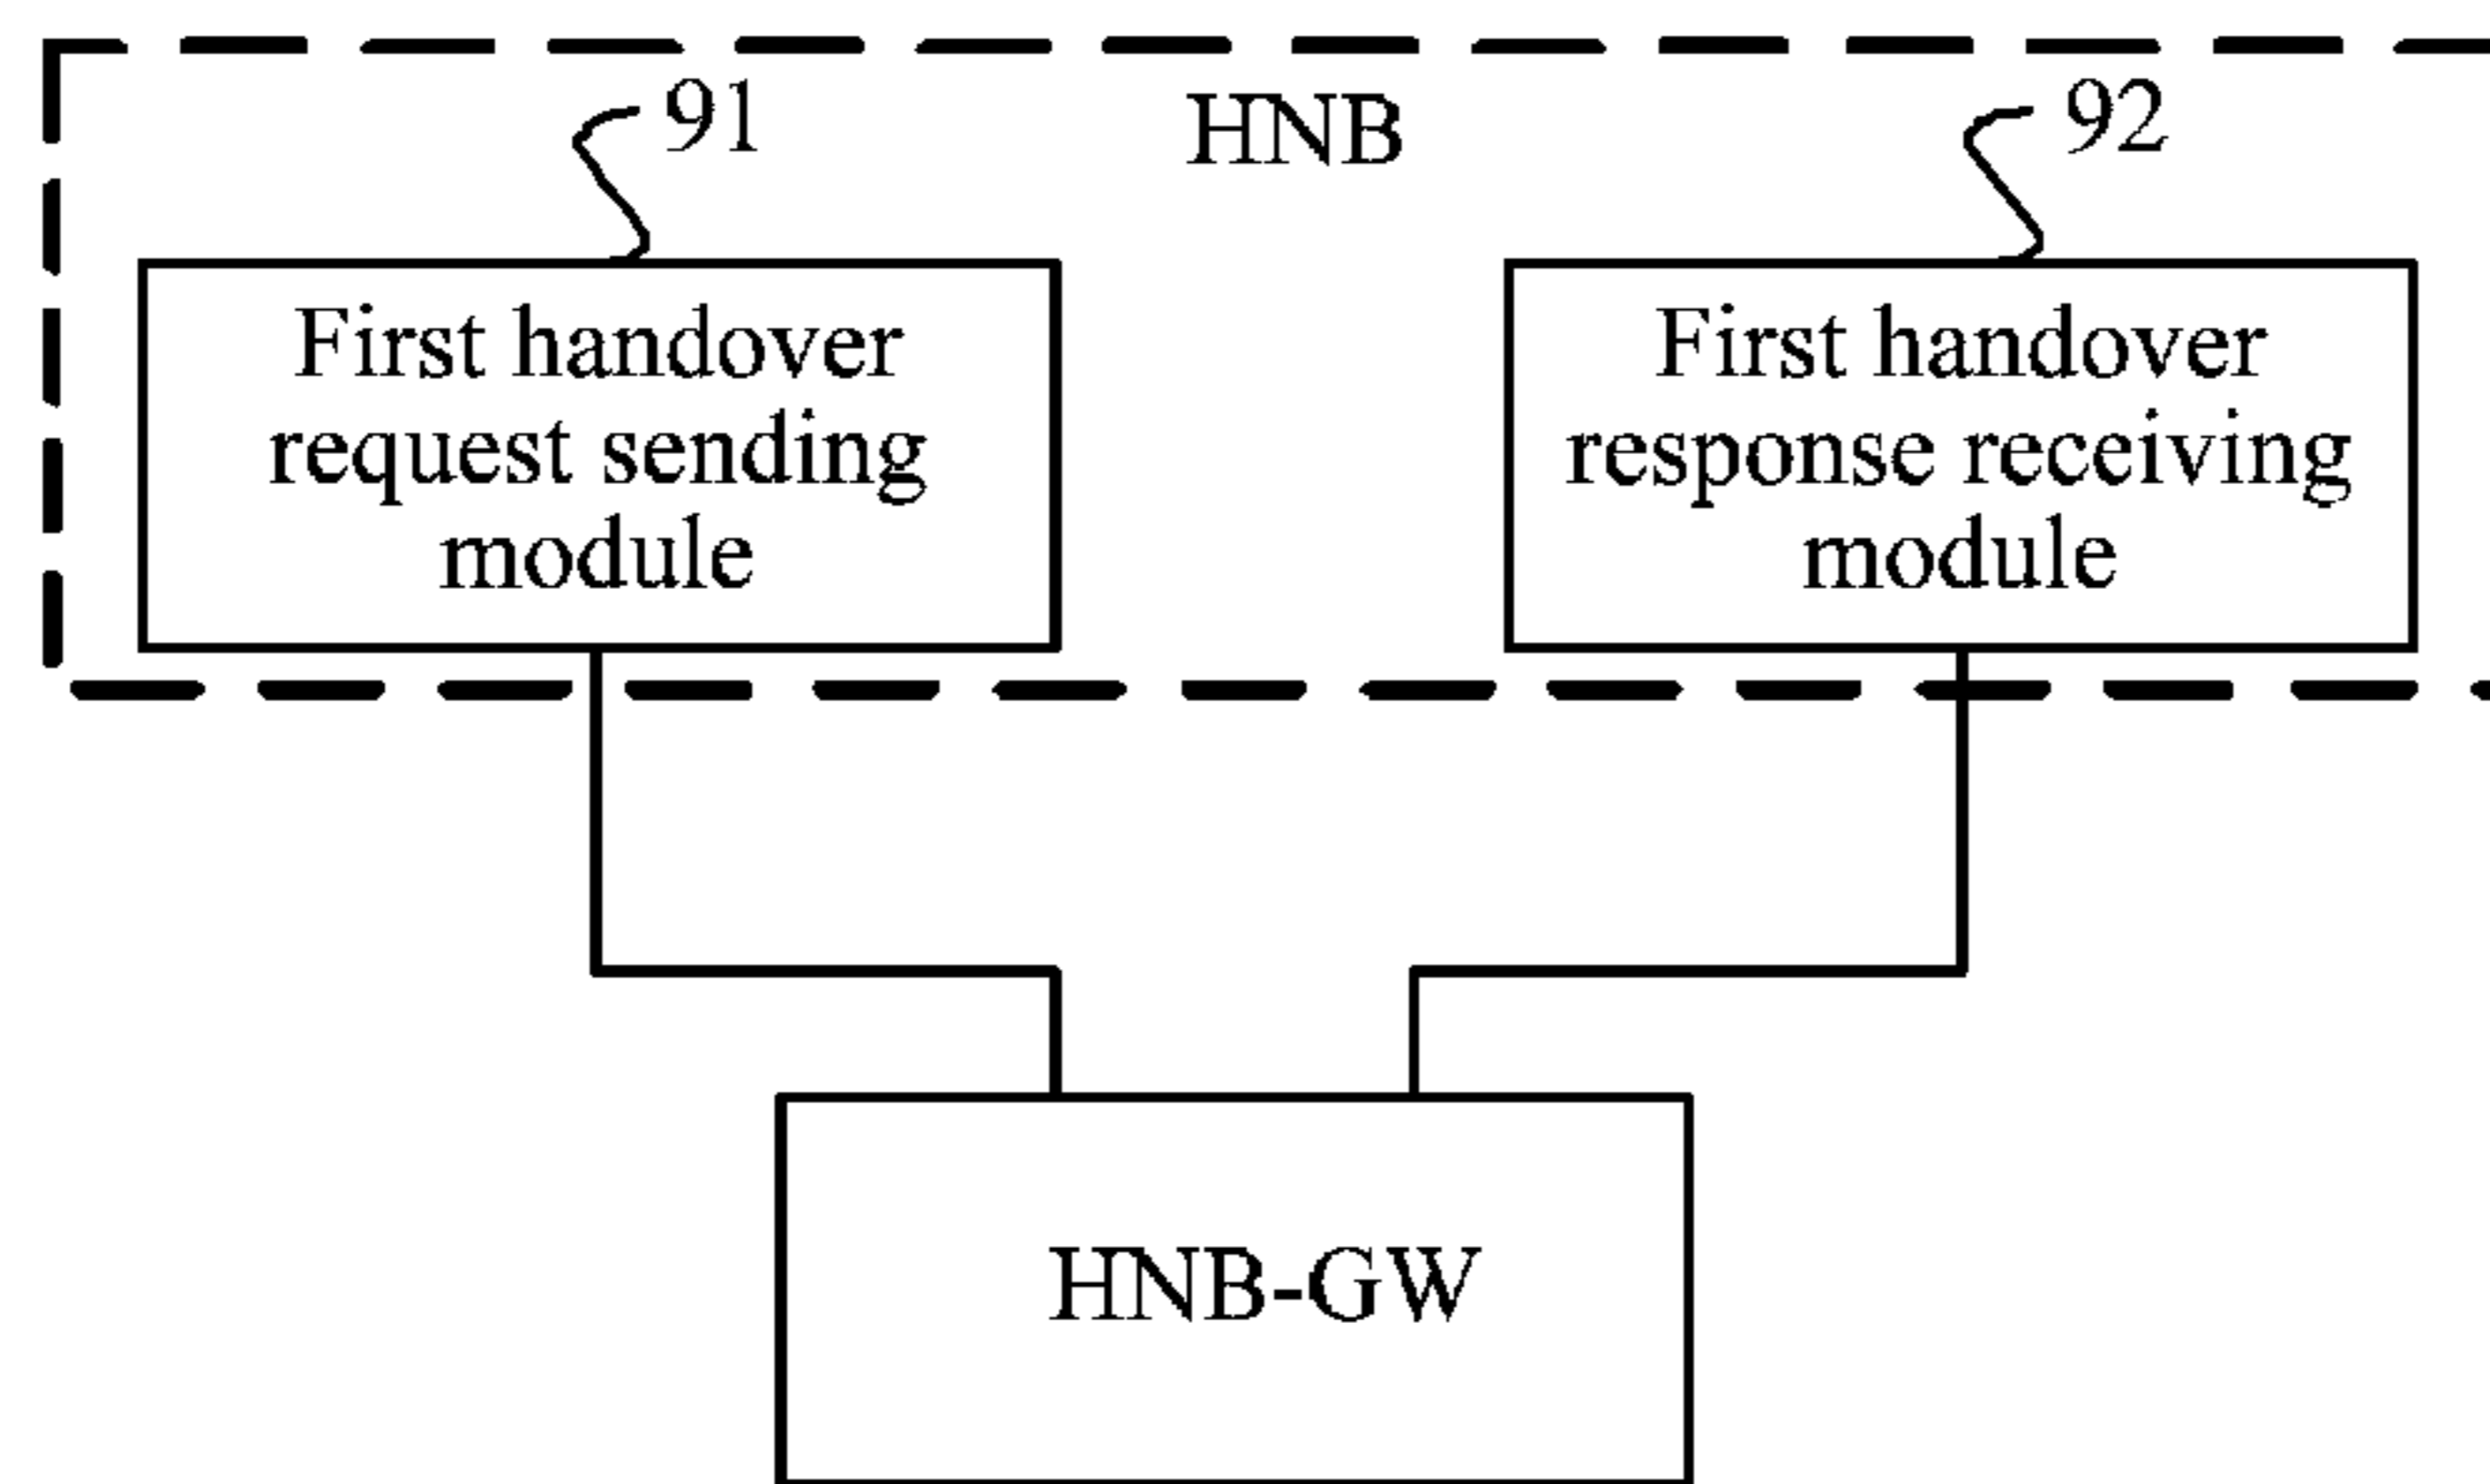 91
HNB
92
First handover
request sending
module
First handover
response receiving
module
HNB-GW